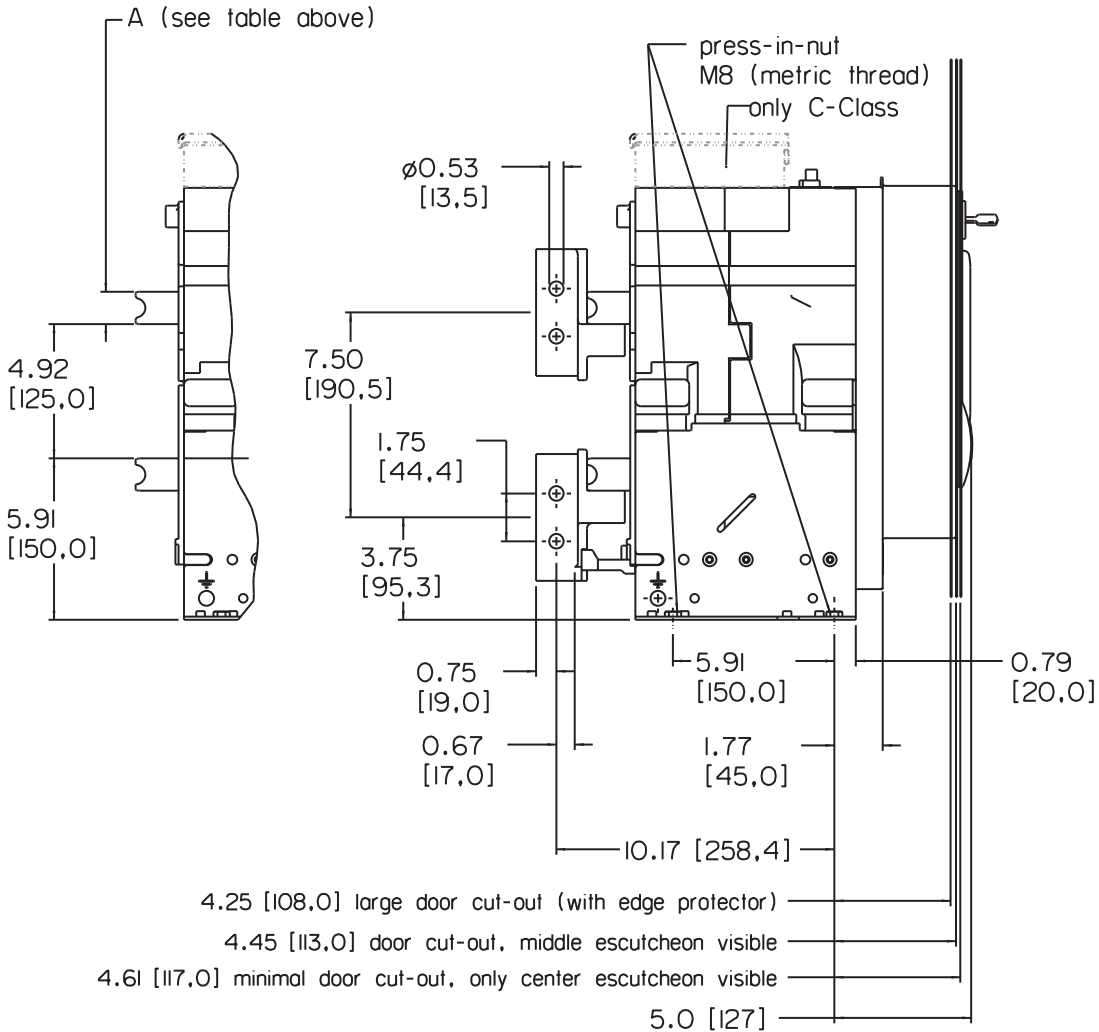 A (see table above)
press-in-nut
M8 (metric thread)
only C-Class
ø0.53
[13,5]
4.92
[125,0]
7.50
[190,5]
1.75
[44,4]
5.91
[150,0]
3.75
[95,3]
0.75
[19,0]
5.91
[150,0]
0.79
[20,0]
0.67
[17,0]
1.77
[45,0]
10.17 [258,4]
4.25 [108,0] large door cut-out (with edge protector)
4.45 [113,0] door cut-out, middle escutcheon visible
4.61 [117,0] minimal door cut-out, only center escutcheon visible
5.0 [127]